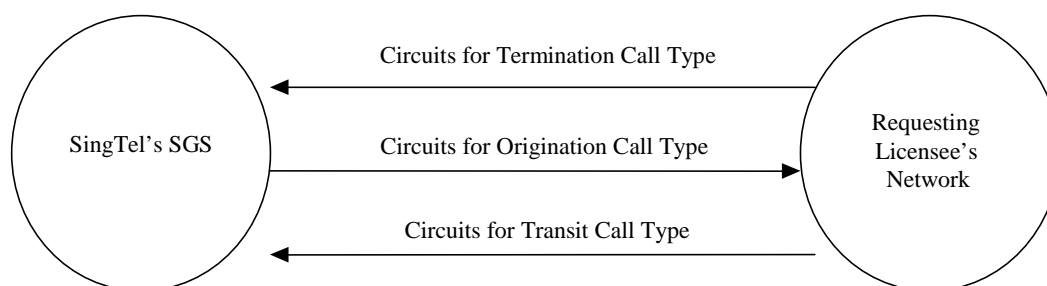 Circuits for Termination Call Type
SingTel's SGS
Circuits for Origination Call Type
Requesting
Licensee's
Network
Circuits for Transit Call Type